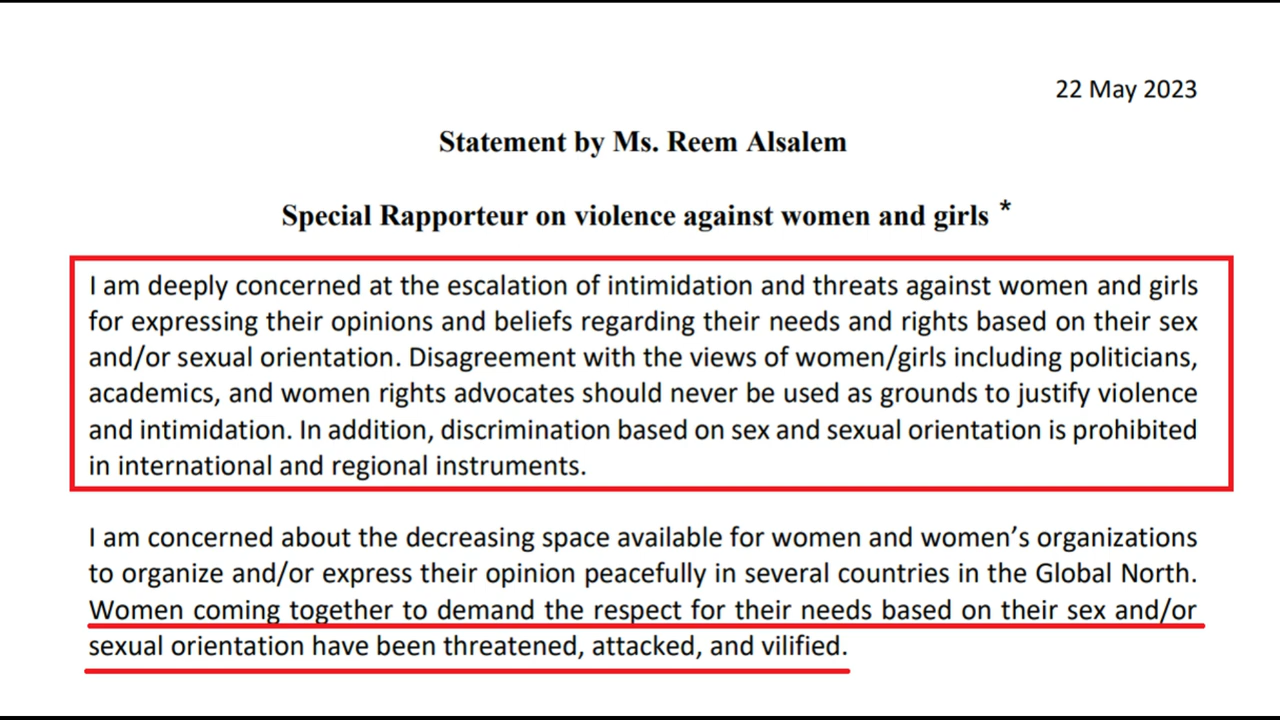 22 May 2023
Statement by Ms. Reem Alsalem
Special Rapporteur on violence against women and girls *
I am deeply concerned at the escalation of intimidation and threats against women and girls
for expressing their opinions and beliefs regarding their needs and rights based on their sex
and/or sexual orientation. Disagreement with the views of women/girls including politicians,
academics, and women rights advocates should never be used as grounds to justify violence
and intimidation. In addition, discrimination based on sex and sexual orientation is prohibited
in international and regional instruments.
I am concerned about the decreasing space available for women and women’s organizations
to organize and/or express their opinion peacefully in several countries in the Global North.
Women coming together to demand the respect for their needs based on their sex and/or
sexual orientation have been threatened, attacked, and vilified.